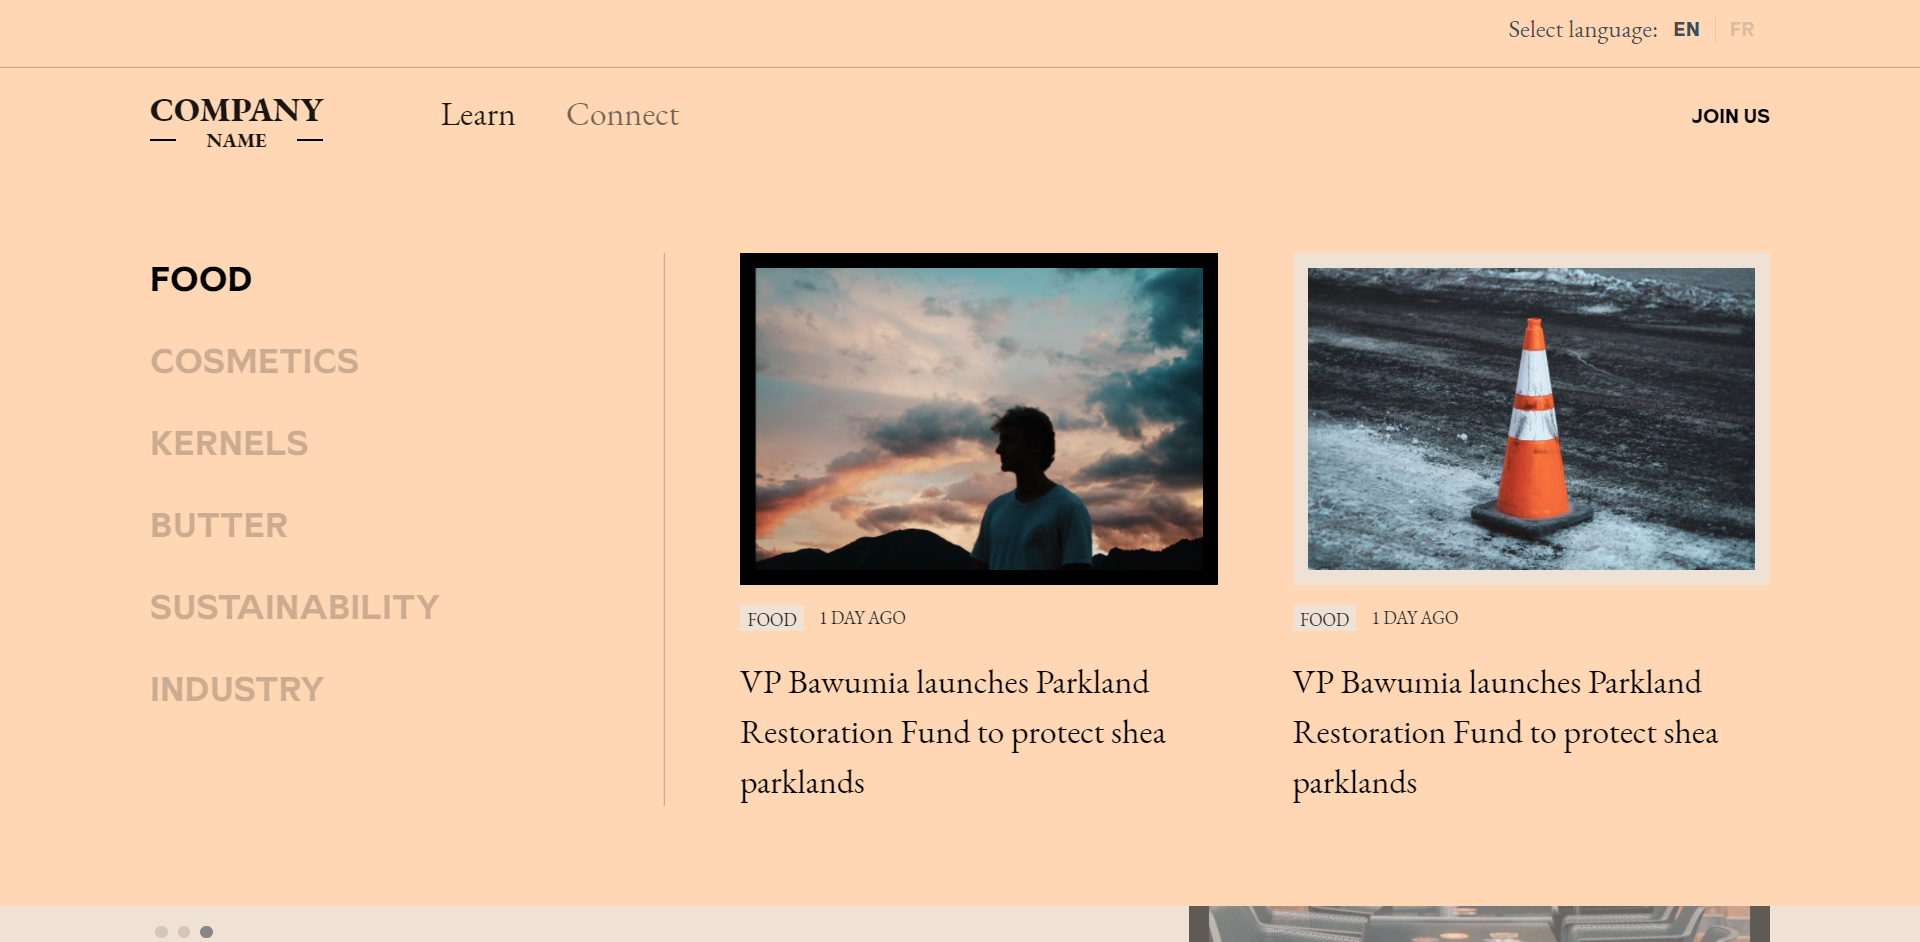 Select language: EN FR
COMPANY
NAME
Learn Connect
JOIN US
FOOD
COSMETICS
KERNELS
BUTTER
SUSTAINABILITY
INDUSTRY
FOOD 1 DAY AGO
VP Bawumia launches Parkland
Restoration Fund to protect shea
parklands
FOOD 1 DAY AGO
VP Bawumia launches Parkland
Restoration Fund to protect shea
parklands